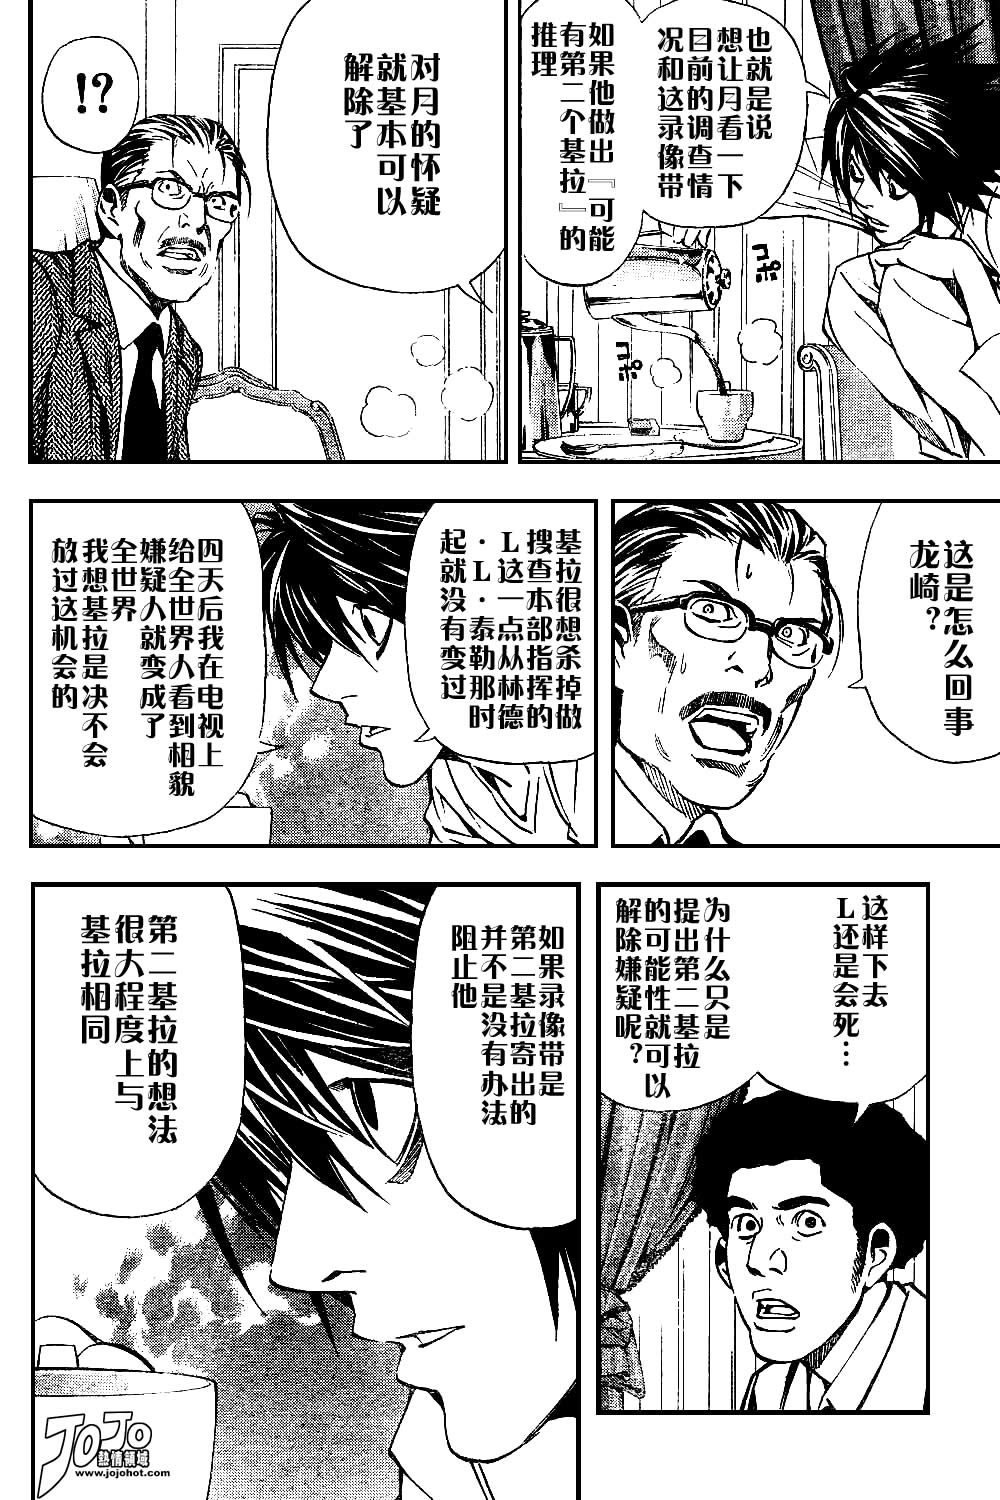 也就是说
想让月看一下
目前的调查情
况和这录像带
如果他做出『可能
有第二个基拉』的
推理
コポ
コポ
对月的怀疑
就基本可以
解除了
!?
这是怎么回事
龙崎？
基拉很想杀掉做
搜查本部指挥的
L这一点从林德
·L·泰勒那时
起就没有变过
四天后我在电视上
给全世界人看到相貌
嫌疑人就变成了
全世界
我想基拉是决不会
放过这机会的
这样下去
L还是会死…
为什么只是
提出第二基拉
的可能性就可以
解除嫌疑呢？
如果录像带是
第二基拉寄出的
并不是没有办法
阻止他
第二基拉的想法
很大程度上与
基拉相同
JOJO
热情领域
www.jojohot.com